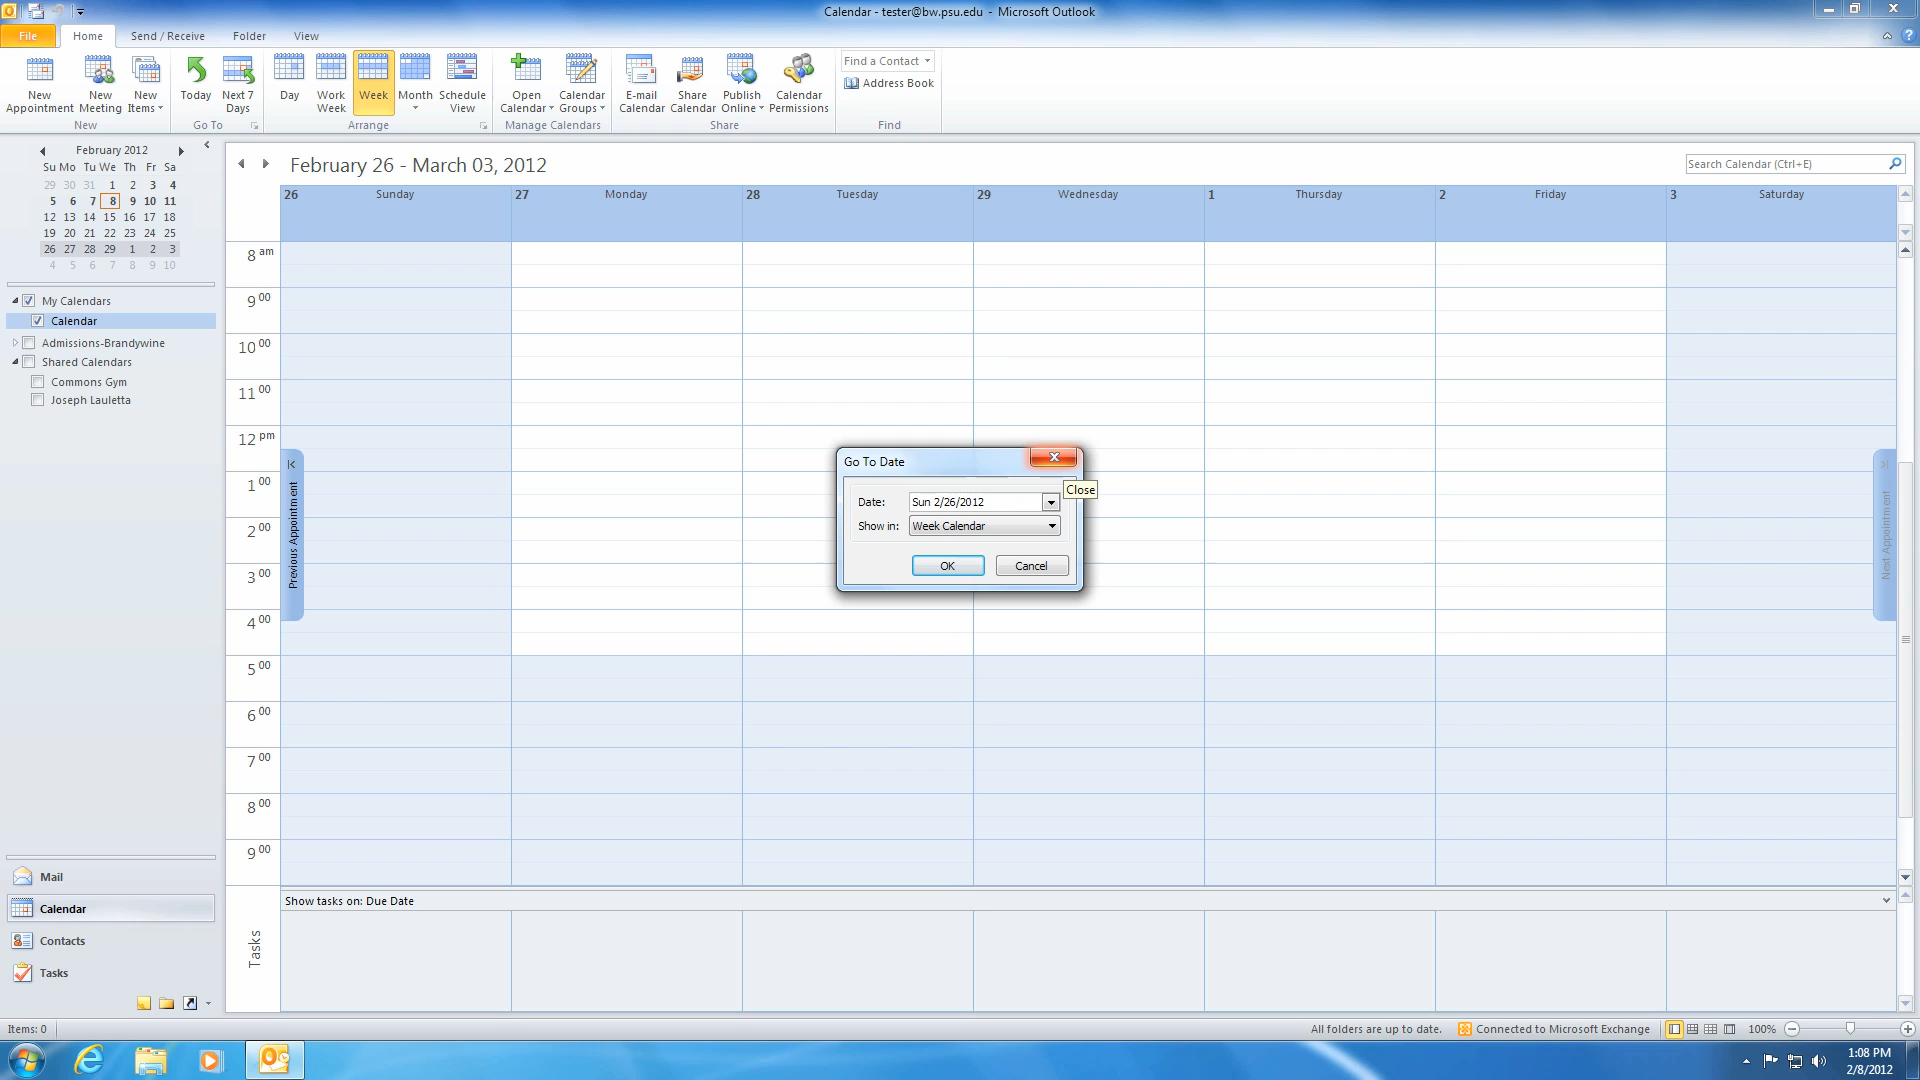 Calendar - tester@bw.psu.edu - Microsoft Outlook
File Home Send / Receive Folder View
New Appointment
New Meeting
New Items
New
Today
Next 7 Days
Go To
Day
Work Week
Week
Month
Schedule View
Arrange
Open Calendar
Calendar Groups
Manage Calendars
E-mail Calendar
Share Calendar
Publish Online
Calendar Permissions
Share
Find a Contact
Address Book
Find
February 2012
Su Mo Tu We Th Fr Sa
29 30 31 1 2 3 4
5 6 7 8 9 10 11
12 13 14 15 16 17 18
19 20 21 22 23 24 25
26 27 28 29 1 2 3
4 5 6 7 8 9 10
My Calendars
Calendar
Admissions-Brandywine
Shared Calendars
Commons Gym
Joseph Lauletta
Mail
Calendar
Contacts
Tasks
February 26 - March 03, 2012
Search Calendar (Ctrl+E)
26 Sunday 27 Monday 28 Tuesday 29 Wednesday 1 Thursday 2 Friday 3 Saturday
8 am
9 00
10 00
11 00
12 pm
1 00
2 00
3 00
4 00
5 00
6 00
7 00
8 00
9 00
Previous Appointment
Next Appointment
Go To Date
Close
Date: Sun 2/26/2012
Show in: Week Calendar
OK Cancel
Show tasks on: Due Date
Tasks
Items: 0
All folders are up to date. Connected to Microsoft Exchange 100%
1:08 PM
2/8/2012